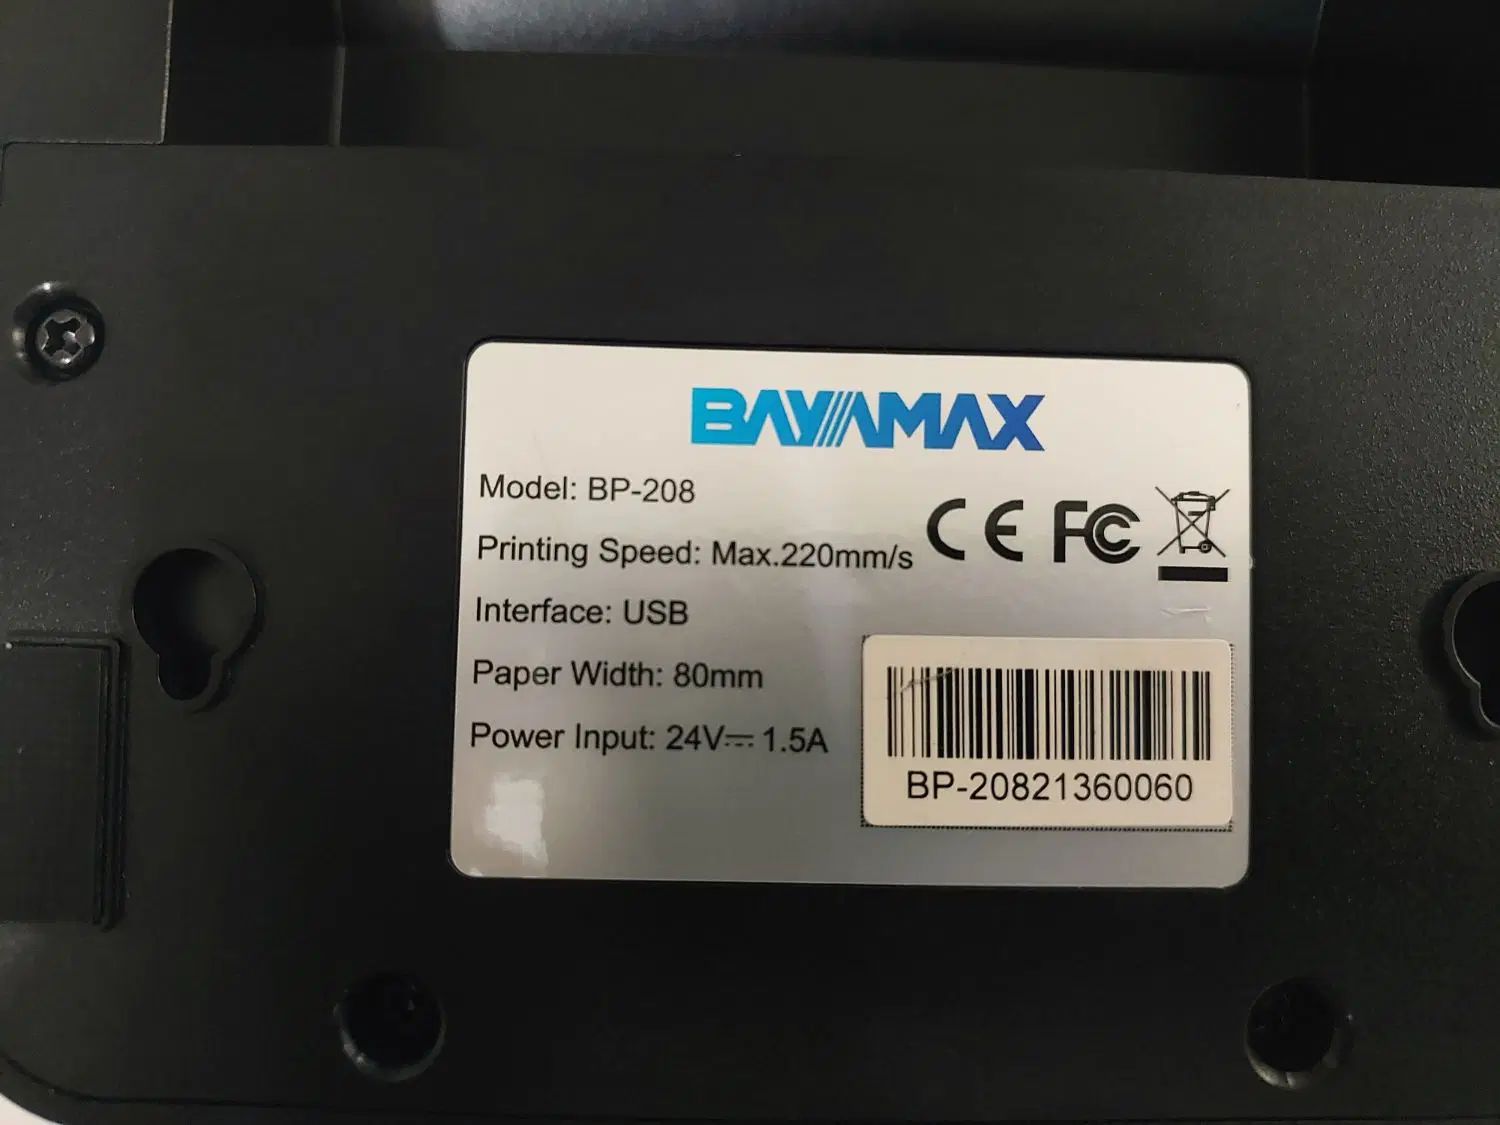 BAYAMAX
Model: BP-208
Printing Speed: Max.220mm/s
CE FC
Interface: USB
Paper Width: 80mm
Power Input: 24V⎓1.5A
BP-20821360060